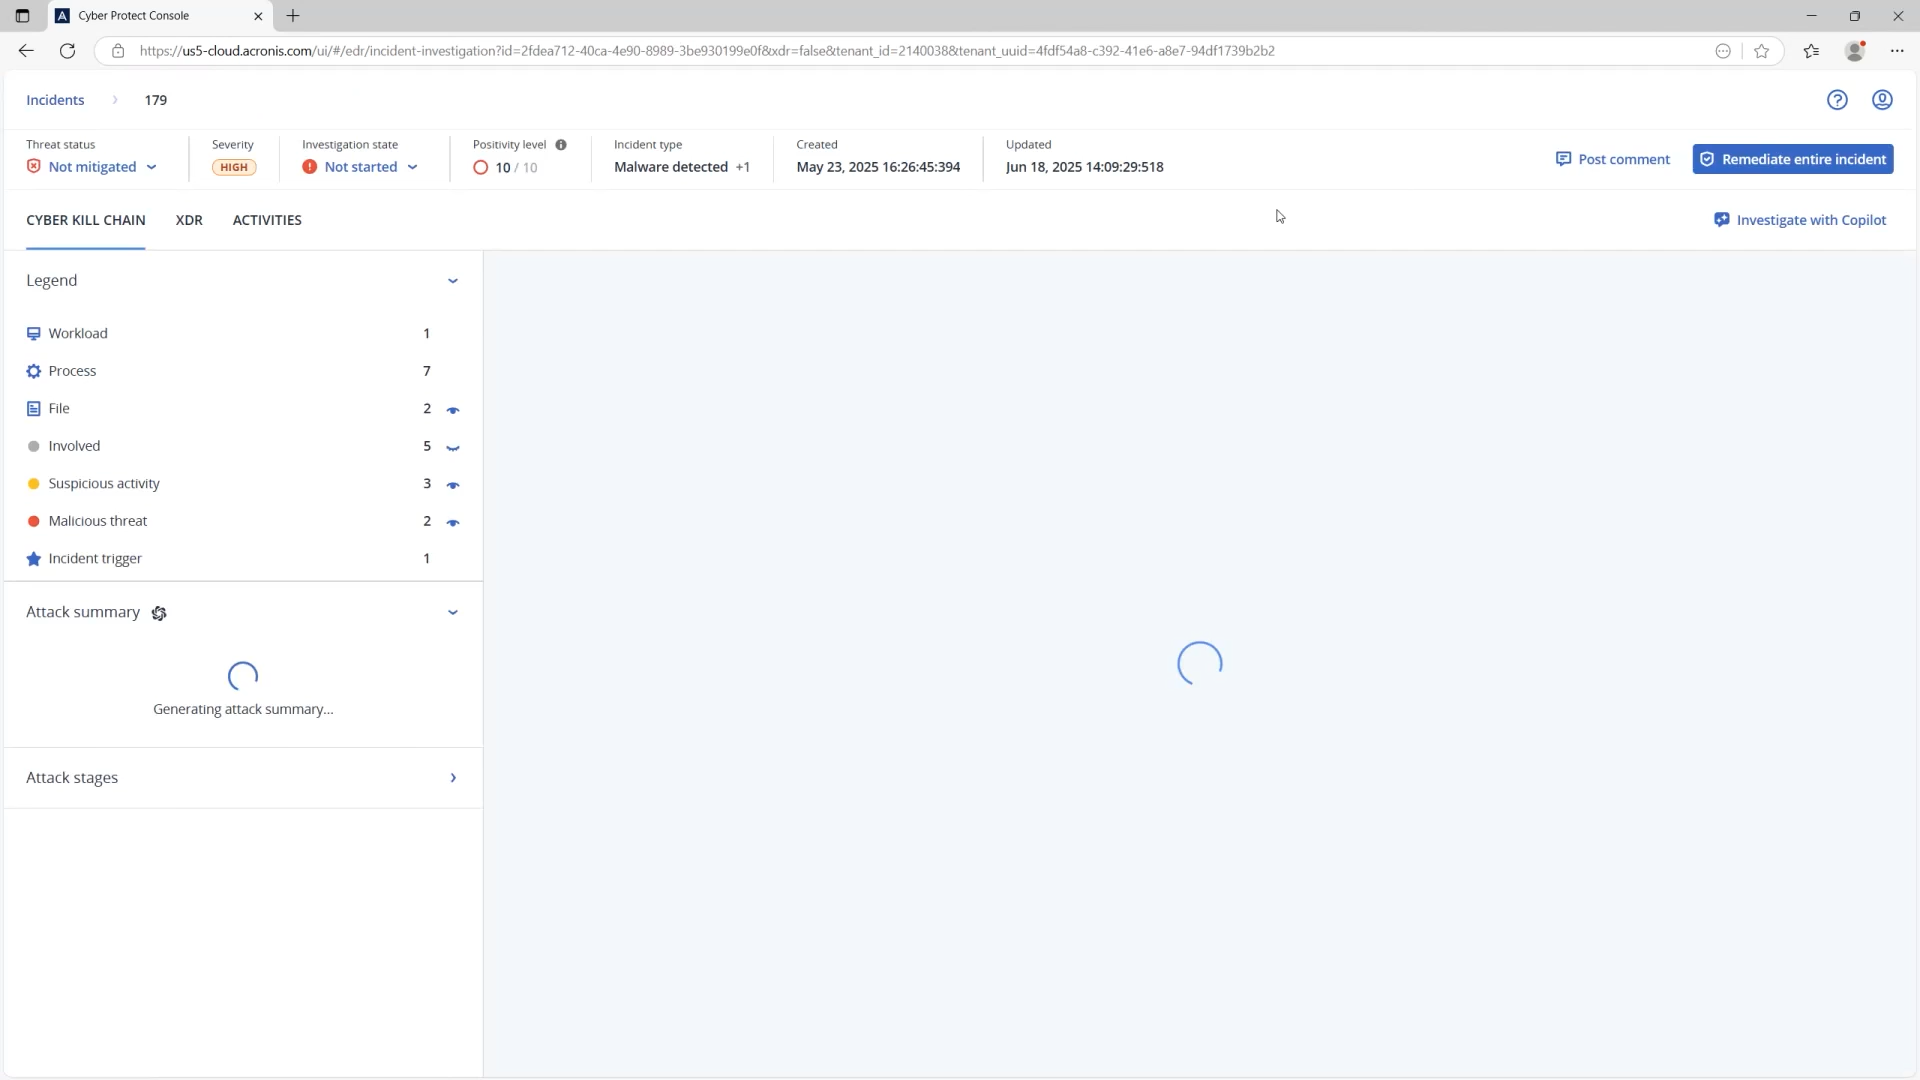 Cyber Protect Console
https://us5-cloud.acronis.com/ui/#/edr/incident-investigation?id=2fdea712-40ca-4e90-8989-3be930199e0f&xdr=false&tenant_id=2140038&tenant_uuid=4fdf54a8-c392-41e6-a8e7-94df1739b2b2
Incidents 179
Threat status Severity Investigation state Positivity level Incident type Created Updated
Not mitigated HIGH Not started 10 / 10 Malware detected +1 May 23, 2025 16:26:45:394 Jun 18, 2025 14:09:29:518
Post comment Remediate entire incident
CYBER KILL CHAIN XDR ACTIVITIES Investigate with Copilot
Legend
Workload 1
Process 7
File 2
Involved 5
Suspicious activity 3
Malicious threat 2
Incident trigger 1
Attack summary
Generating attack summary...
Attack stages